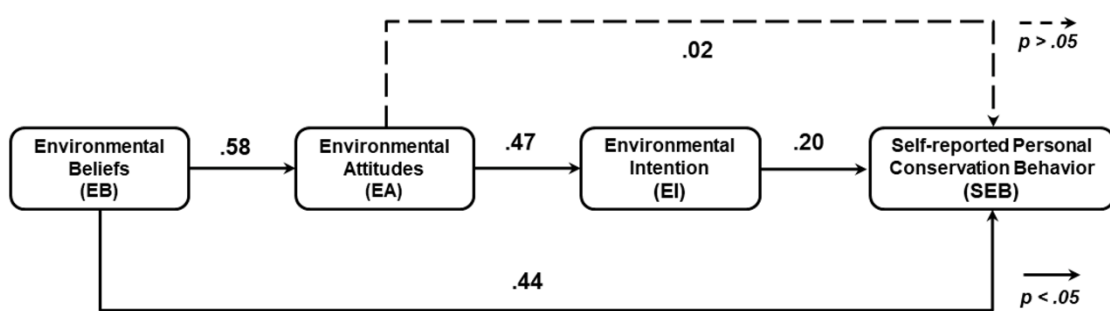 .02
p > .05
Environmental
Beliefs
(EB)
.58
Environmental
Attitudes
(EA)
.47
Environmental
Intention
(EI)
.20
Self-reported Personal
Conservation Behavior
(SEB)
.44
p < .05